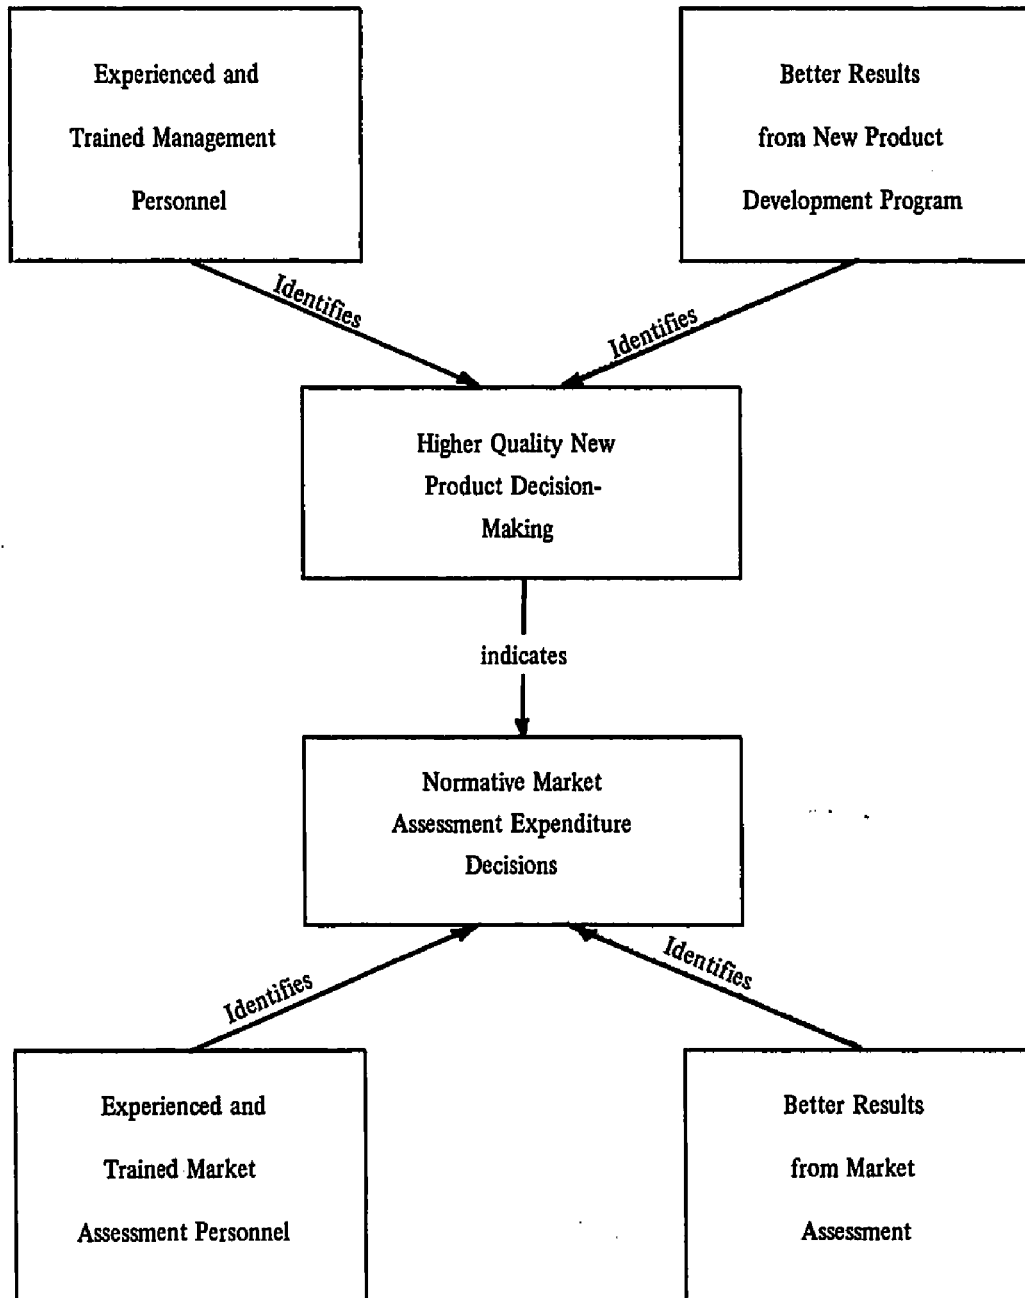 Experienced and
Trained Management
Personnel
Better Results
from New Product
Development Program
Identifies
Identifies
Higher Quality New
Product Decision-
Making
indicates
Normative Market
Assessment Expenditure
Decisions
Identifies
Identifies
Experienced and
Trained Market
Assessment Personnel
Better Results
from Market
Assessment